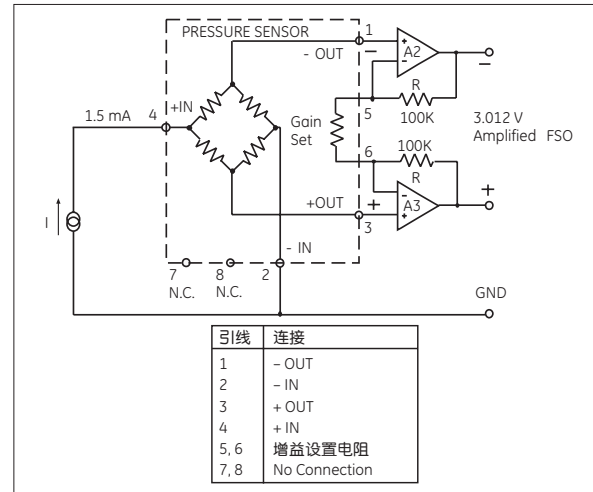 PRESSURE SENSOR
1
- OUT
−
+
A2
−
−
1.5 mA
4
+IN
R
100K
5
Gain
Set
3.012 V
Amplified FSO
6
100K
R
−
A3
+
+
+OUT
+
3
I
- IN
7
8
2
N.C.
N.C.
GND
引线 连接
1 – OUT
2 – IN
3 + OUT
4 + IN
5, 6 增益设置电阻
7, 8 No Connection